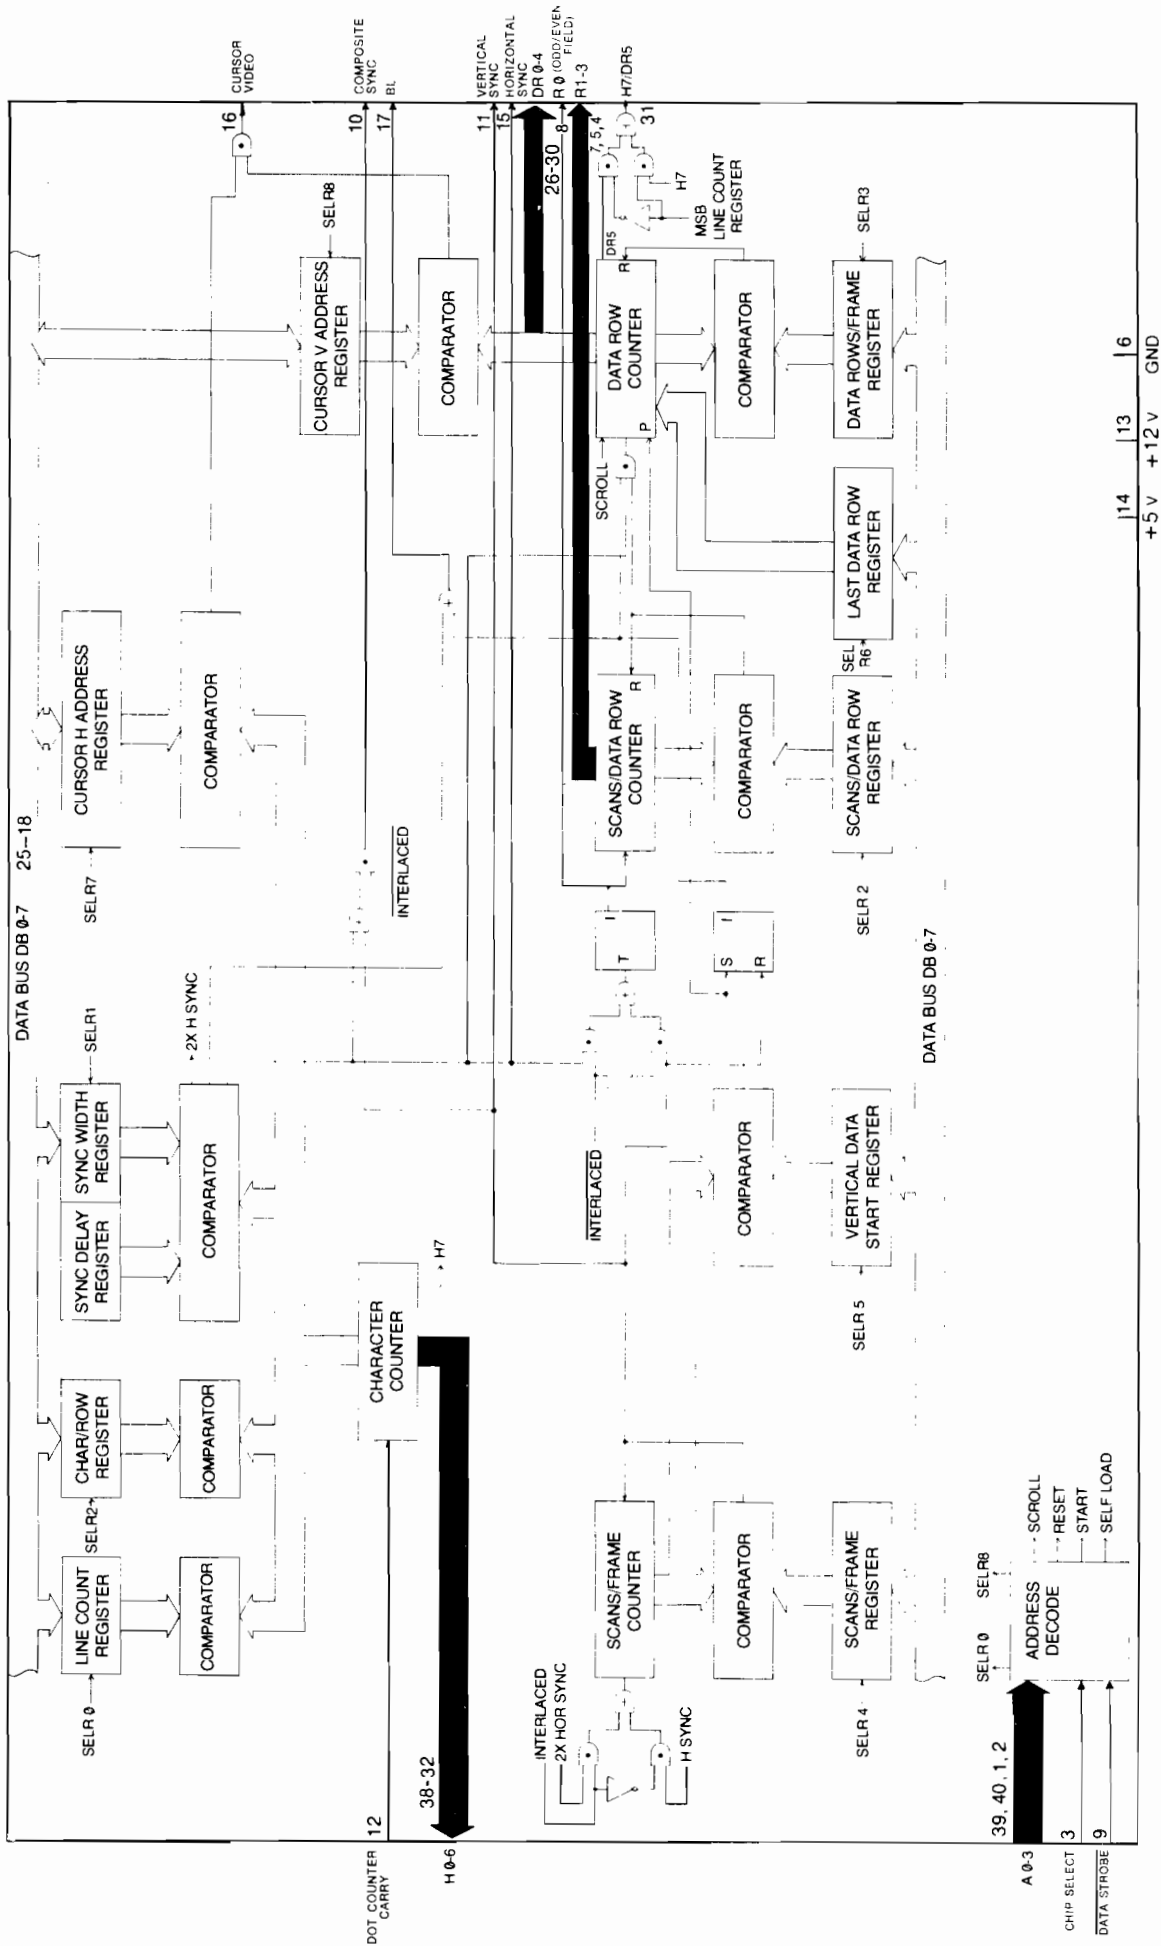 DATA BUS DB 0-7 25-18
SELR 0
LINE COUNT
REGISTER
SELR2
CHAR/ROW
REGISTER
SYNC DELAY
REGISTER
SYNC WIDTH
REGISTER
SELR1
SELR7
CURSOR H ADDRESS
REGISTER
COMPARATOR
COMPARATOR
COMPARATOR
2X H SYNC
COMPARATOR
16
CURSOR
VIDEO
CURSOR V ADDRESS
REGISTER
SELR8
DOT COUNTER
CARRY
12
CHARACTER
COUNTER
H7
INTERLACED
10
COMPOSITE
SYNC
17
BL
COMPARATOR
38-32
H 0-6
11
VERTICAL
SYNC
15
HORIZONTAL
SYNC
DR 0-4
26-30
8
R 0 (ODD/EVEN
FIELD)
R1-3
7, 5, 4
INTERLACED
2X HOR SYNC
H SYNC
SCANS/FRAME
COUNTER
INTERLACED
T
I
SCANS/DATA ROW
COUNTER
R
SCROLL
P
DATA ROW
COUNTER
R
DR5
H7/DR5
31
H7
MSB
LINE COUNT
REGISTER
COMPARATOR
COMPARATOR
S
I
R
COMPARATOR
COMPARATOR
SELR 4
SCANS/FRAME
REGISTER
SELR 5
VERTICAL DATA
START REGISTER
SELR 2
SCANS/DATA ROW
REGISTER
SEL
R6
LAST DATA ROW
REGISTER
DATA ROWS/FRAME
REGISTER
SELR3
DATA BUS DB 0-7
SELR 0
SELR8
39, 40, 1, 2
A 0-3
ADDRESS
DECODE
SCROLL
RESET
START
SELF LOAD
CHIP SELECT
3
DATA STROBE
9
14
+5 V
13
+12 V
6
GND